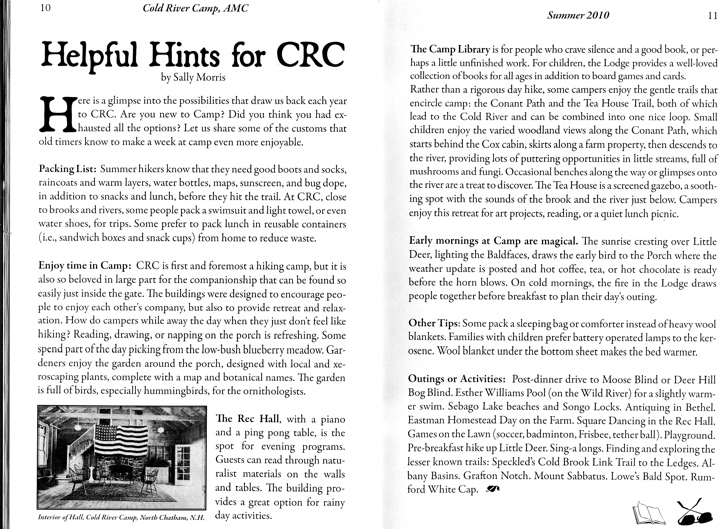 10
Cold River Camp, AMC
Helpful Hints for CRC
by Sally Morris
Here is a glimpse into the possibilities that draw us back each year
to CRC. Are you new to Camp? Did you think you had ex-
hausted all the options? Let us share some of the customs that
old timers know to make a week at camp even more enjoyable.
Packing List: Summer hikers know that they need good boots and socks,
raincoats and warm layers, water bottles, maps, sunscreen, and bug dope,
in addition to snacks and lunch, before they hit the trail. At CRC, close
to brooks and rivers, some people pack a swimsuit and light towel, or even
water shoes, for trips. Some prefer to pack lunch in reusable containers
(i.e., sandwich boxes and snack cups) from home to reduce waste.
Enjoy time in Camp: CRC is first and foremost a hiking camp, but it is
also so beloved in large part for the companionship that can be found so
easily just inside the gate. The buildings were designed to encourage peo-
ple to enjoy each other's company, but also to provide retreat and relax-
ation. How do campers while away the day when they just don't feel like
hiking? Reading, drawing, or napping on the porch is refreshing. Some
spend part of the day picking from the low-bush blueberry meadow. Gar-
deners enjoy the garden around the porch, designed with local and xe-
roscaping plants, complete with a map and botanical names. The garden
is full of birds, especially hummingbirds, for the ornithologists.
The Rec Hall, with a piano
and a ping pong table, is the
spot for evening programs.
Guests can read through natu-
ralist materials on the walls
and tables. The building pro-
vides a great option for rainy
day activities.
Interior of Hall, Cold River Camp, North Chatham, N.H.
Summer 2010
11
The Camp Library is for people who crave silence and a good book, or per-
haps a little unfinished work. For children, the Lodge provides a well-loved
collection of books for all ages in addition to board games and cards.
Rather than a rigorous day hike, some campers enjoy the gentle trails that
encircle camp: the Conant Path and the Tea House Trail, both of which
lead to the Cold River and can be combined into one nice loop. Small
children enjoy the varied woodland views along the Conant Path, which
starts behind the Cox cabin, skirts along a farm property, then descends to
the river, providing lots of puttering opportunities in little streams, full of
mushrooms and fungi. Occasional benches along the way or glimpses onto
the river are a treat to discover. The Tea House is a screened gazebo, a sooth-
ing spot with the sounds of the brook and the river just below. Campers
enjoy this retreat for art projects, reading, or a quiet lunch picnic.
Early mornings at Camp are magical. The sunrise cresting over Little
Deer, lighting the Baldfaces, draws the early bird to the Porch where the
weather update is posted and hot coffee, tea, or hot chocolate is ready
before the horn blows. On cold mornings, the fire in the Lodge draws
people together before breakfast to plan their day's outing.
Other Tips: Some pack a sleeping bag or comforter instead of heavy wool
blankets. Families with children prefer battery operated lamps to the ker-
osene. Wool blanket under the bottom sheet makes the bed warmer.
Outings or Activities: Post-dinner drive to Moose Blind or Deer Hill
Bog Blind. Esther Williams Pool (on the Wild River) for a slightly warm-
er swim. Sebago Lake beaches and Songo Locks. Antiquing in Bethel.
Eastman Homestead Day on the Farm. Square Dancing in the Rec Hall.
Games on the Lawn (soccer, badminton, Frisbee, tether ball). Playground.
Pre-breakfast hike up Little Deer. Sing-a longs. Finding and exploring the
lesser known trails: Speckled's Cold Brook Link Trail to the Ledges. Al-
bany Basins. Grafton Notch. Mount Sabbatus. Lowe's Bald Spot. Rum-
ford White Cap.